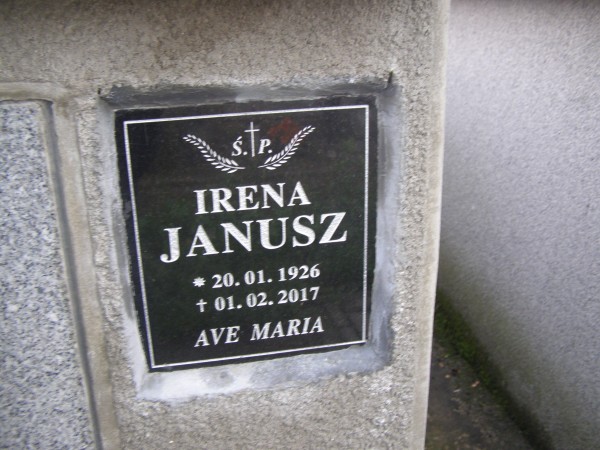 Ś.†P.
IRENA
JANUSZ
* 20.01.1926
† 01.02.2017
AVE MARIA